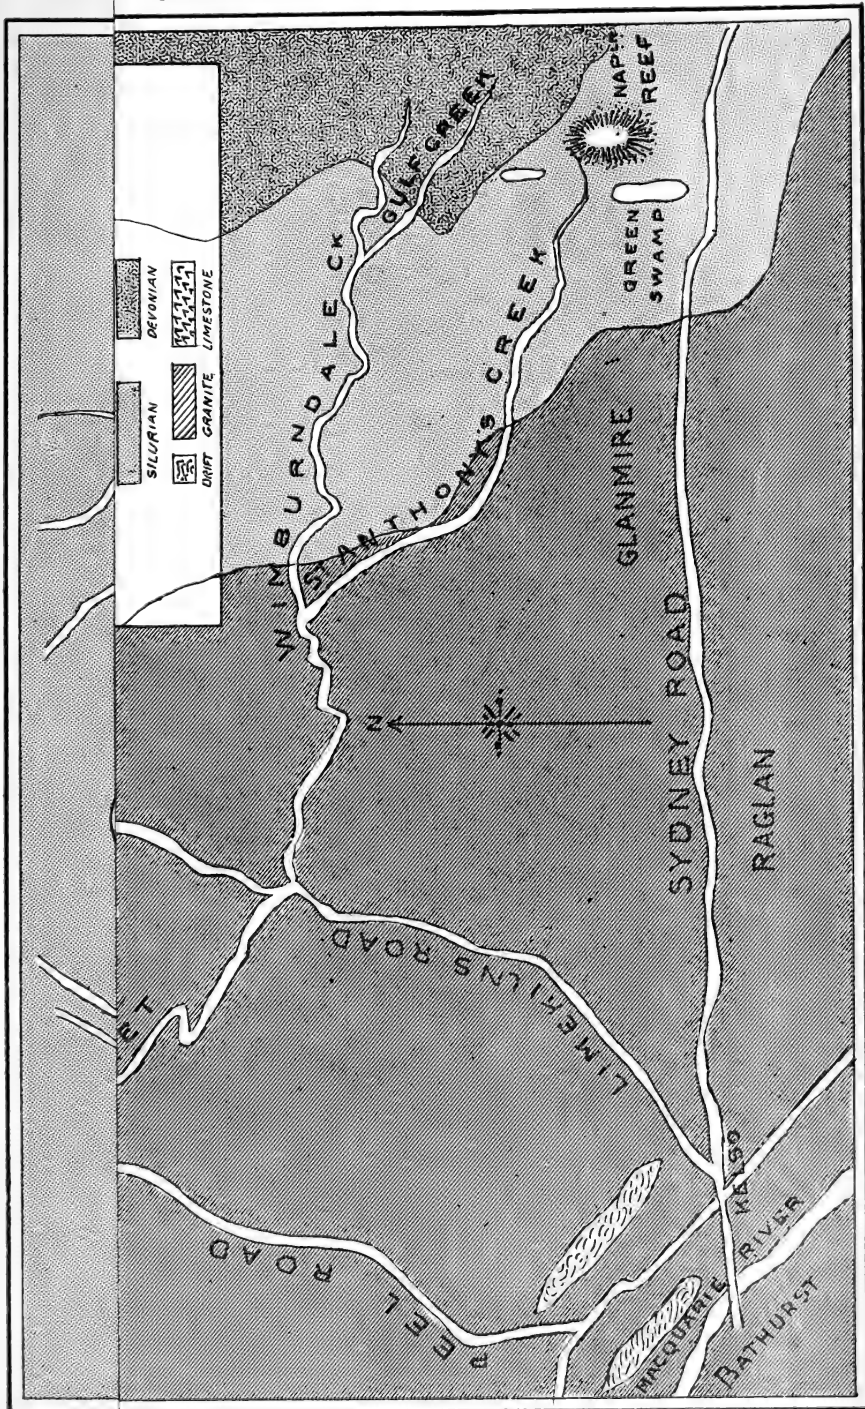 DEVONIAN
LIMESTONE
SILURIAN
GRANITE
DRIFT
GULF CREEK
WIMBURNDALE CK
ST ANTHONY'S CREEK
NAPIER
REEF
GREEN
SWAMP
GLANMIRE
SYDNEY ROAD
RAGLAN
N
ET
LIMEKILNS ROAD
PEEL ROAD
KELSO
MACQUARIE RIVER
BATHURST